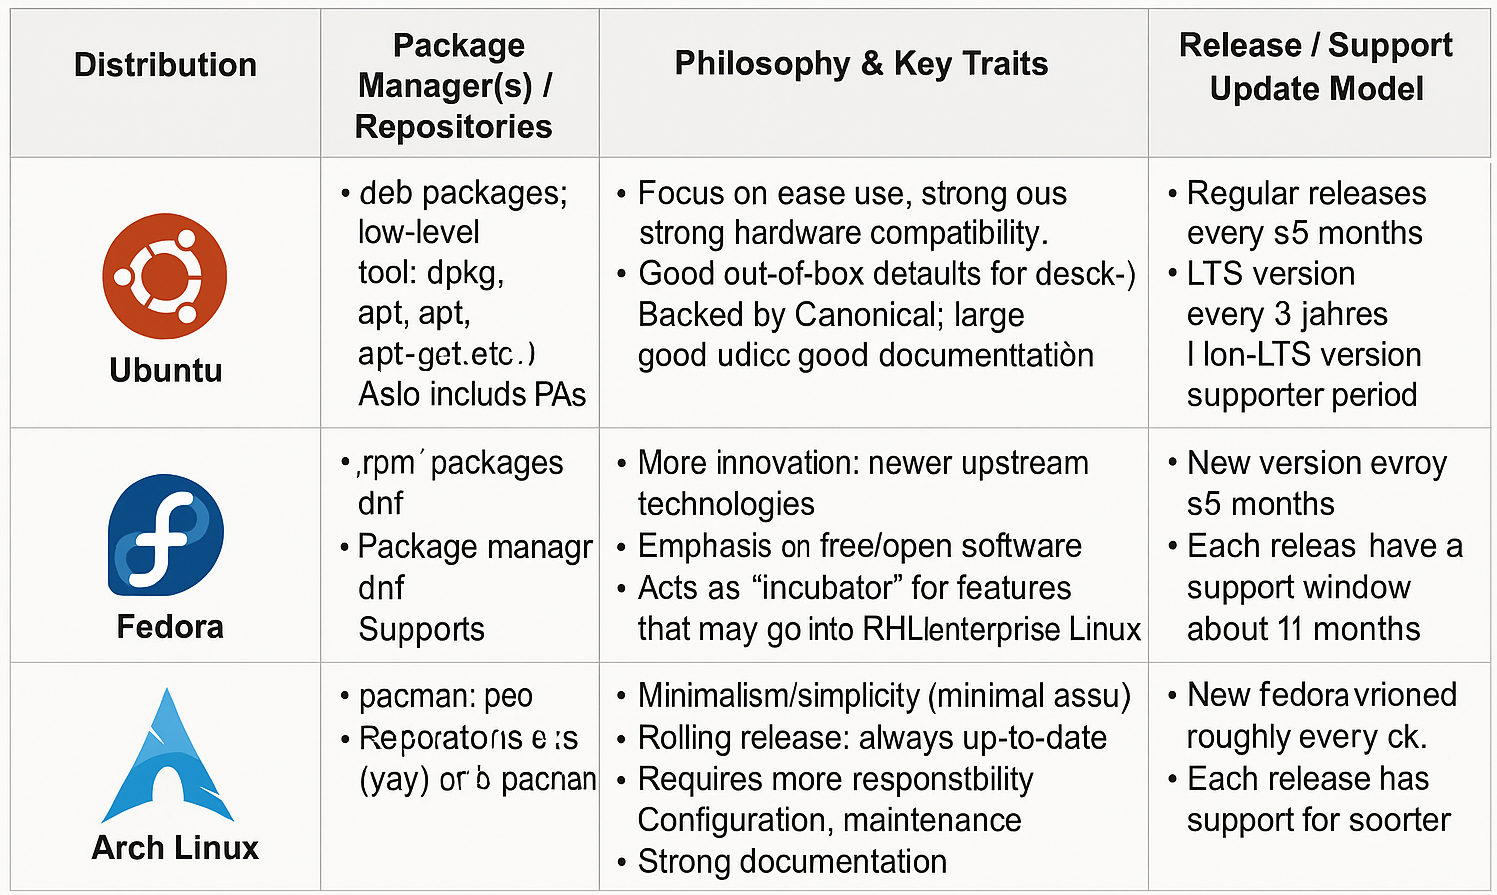 Distribution
Package
Manager(s) /
Repositories
Philosophy & Key Traits
Release / Support
Update Model
Ubuntu
• deb packages;
low-level
tool: dpkg,
apt, apt,
apt-get.etc.)
Aslo includs PAs
• Focus on ease use, strong ous
strong hardware compatibility.
• Good out-of-box detaults for desck-)
Backed by Canonical; large
good udicc good documenttatiòn
• Regular releases
every s5 months
• LTS version
every 3 jahres
I lon-LTS version
supporter period
Fedora
• ,rpm ′ packages
dnf
• Package managr
dnf
Supports
• More innovation: newer upstream
technologies
• Emphasis on free/open software
• Acts as “incubator” for features
that may go into RHLlenterprise Linux
• New version evroy
s5 months
• Each releas have a
support window
about 11 months
Arch Linux
• pacman: peo
•
(yay) or
• Minimalism/simplicity (minimal assu)
• Rolling release: always up-to-date
• Requires more responstbility
Configuration, maintenance
• Strong documentation
• New fedora vrioned
roughly every ck.
• Each release has
support for soorter